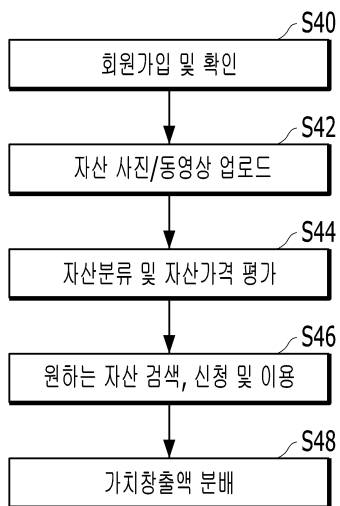 S40
회원가입 및 확인
S42
자산 사진/동영상 업로드
S44
자산분류 및 자산가격 평가
S46
원하는 자산 검색, 신청 및 이용
S48
가치창출액 분배